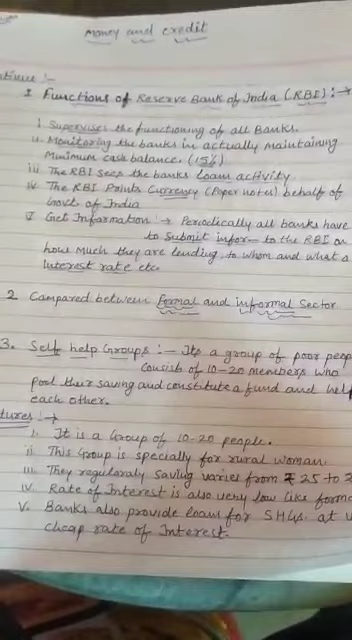 Money and credit
1 Functions of Reserve Bank of India (RBI) :→
i Supervises the functioning of all Banks.
ii Monitoring the banks in actually maintaining
Minimum cash balance. (15%)
iii The RBI sees the banks Loan activity
iv The RBI Prints Currency (Paper notes) behalf of
Govt of India
v Get Information :→ Periodically all banks have
to submit infor— to the RBI on
how much they are lending, to whom and what a
Interest rate etc.
2 Compared between Formal and informal Sector
3. Self help Groups :— Its a group of poor peop
consists of 10-20 members who
pool their saving and constitute a fund and help
each other.
tures :→
i. It is a Group of 10-20 people.
ii This Group is specially for rural woman.
iii They regularaly saving varies from ₹ 25 to
iv. Rate of Interest is also very low like forma
v. Banks also provide loan for SHGs. at
cheap rate of Interest.